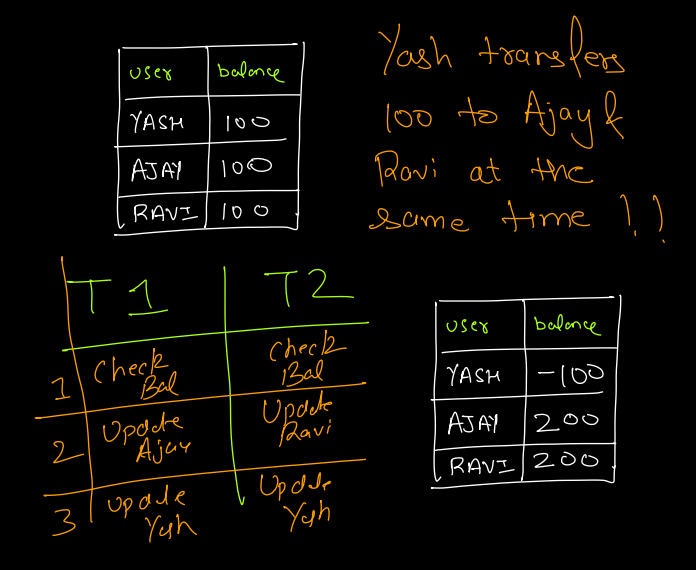 user balance
YASH 100
AJAY 100
RAVI 100
Yash transfers
100 to Ajay &
Ravi at the
same time !!
T1 T2
1 Check Bal Check Bal
2 Update Ajay Update Ravi
3 Update Yash Update Yash
user balance
YASH -100
AJAY 200
RAVI 200